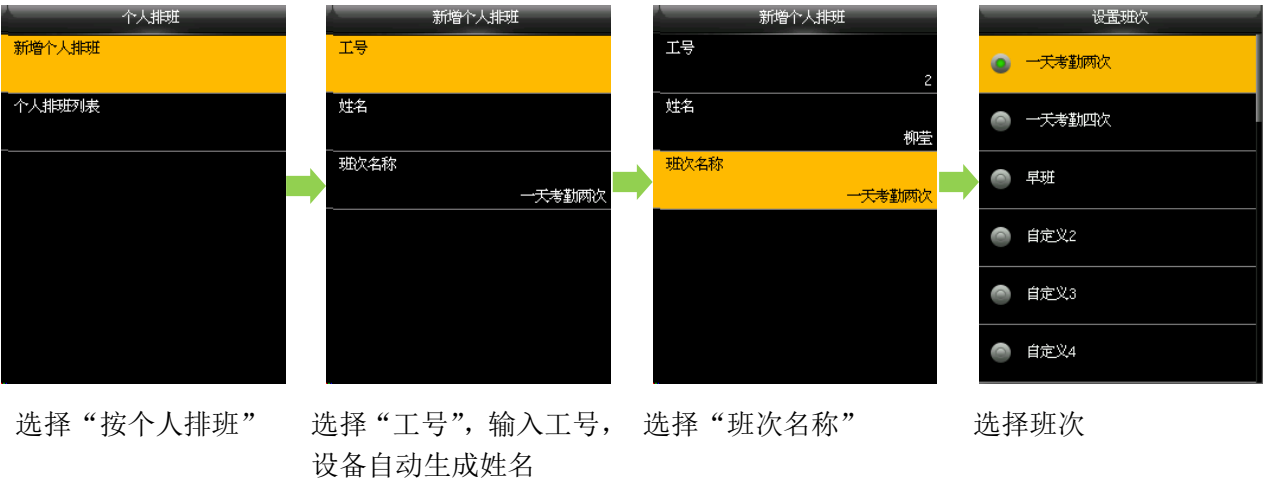 个人排班
新增个人排班
个人排班列表
新增个人排班
工号
姓名
班次名称
一天考勤两次
新增个人排班
工号
2
姓名
柳莹
班次名称
一天考勤两次
设置班次
一天考勤两次
一天考勤四次
早班
自定义2
自定义3
自定义4
选择“按个人排班”
选择“工号”，输入工号，
设备自动生成姓名
选择“班次名称”
选择班次